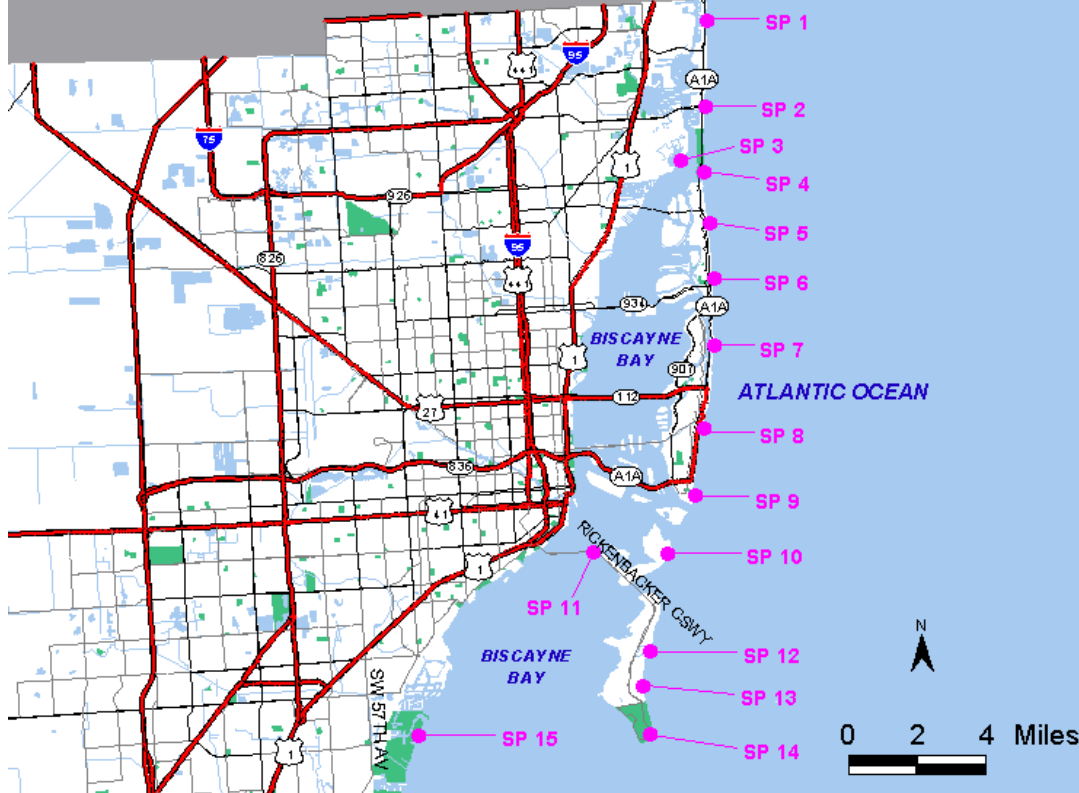 SP 1
95
441
A1A
SP 2
75
SP 3
1
SP 4
926
SP 5
95
826
441
SP 6
934
A1A
BISCAYNE
BAY
SP 7
1
907
ATLANTIC OCEAN
112
27
SP 8
836
A1A
SP 9
41
RICKENBACKER CSWY
SP 10
1
SP 11
N
BISCAYNE
BAY
SP 12
SW 57TH AV
SP 13
SP 15
SP 14
1
0 2 4 Miles